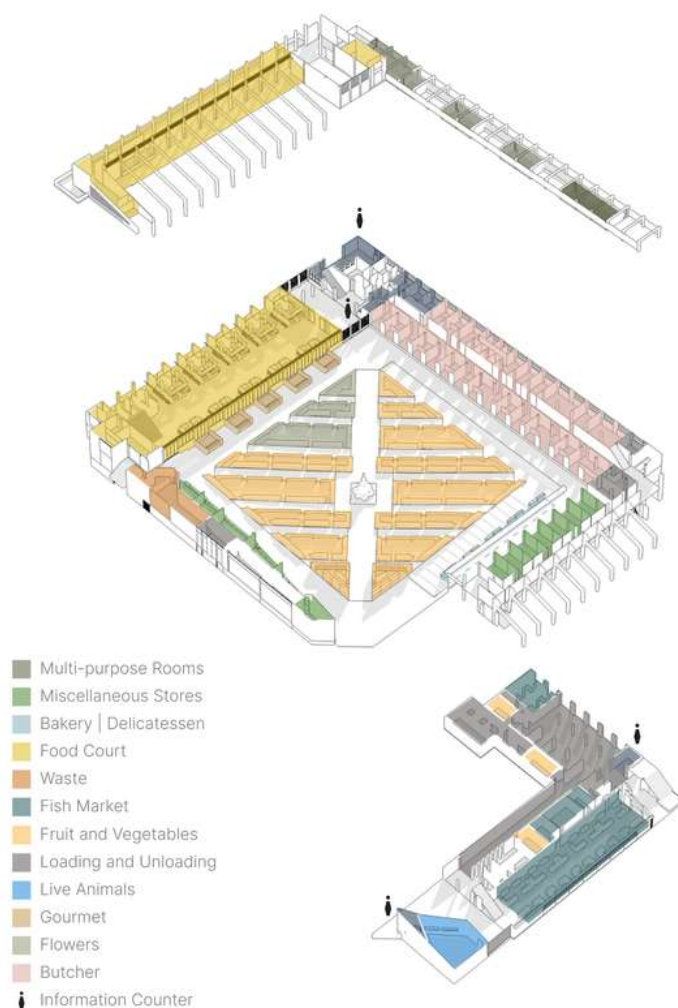 Multi-purpose Rooms
Miscellaneous Stores
Bakery | Delicatessen
Food Court
Waste
Fish Market
Fruit and Vegetables
Loading and Unloading
Live Animals
Gourmet
Flowers
Butcher
Information Counter